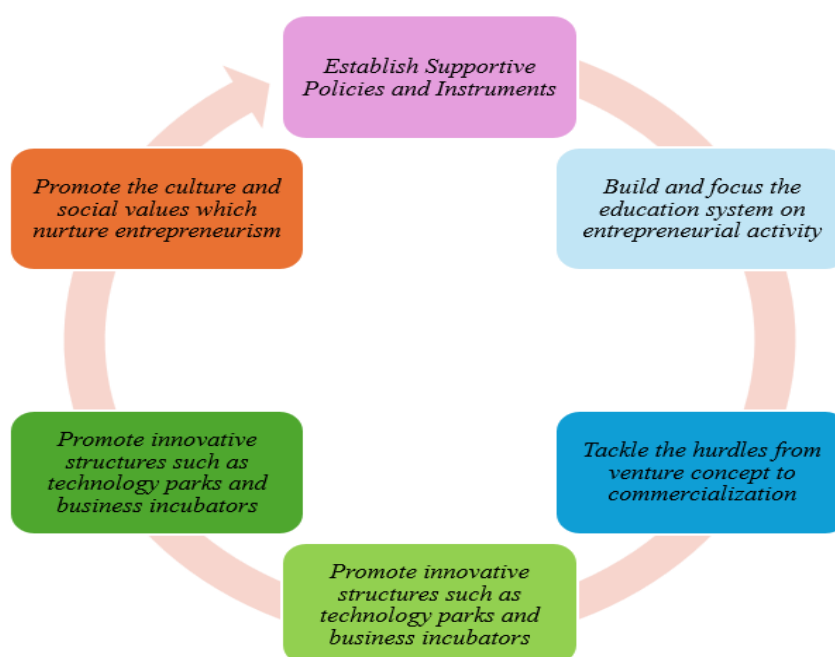 Establish Supportive
Policies and Instruments
Build and focus the
education system on
entrepreneurial activity
Tackle the hurdles from
venture concept to
commercialization
Promote innovative
structures such as
technology parks and
business incubators
Promote innovative
structures such as
technology parks and
business incubators
Promote the culture and
social values which
nurture entrepreneurism